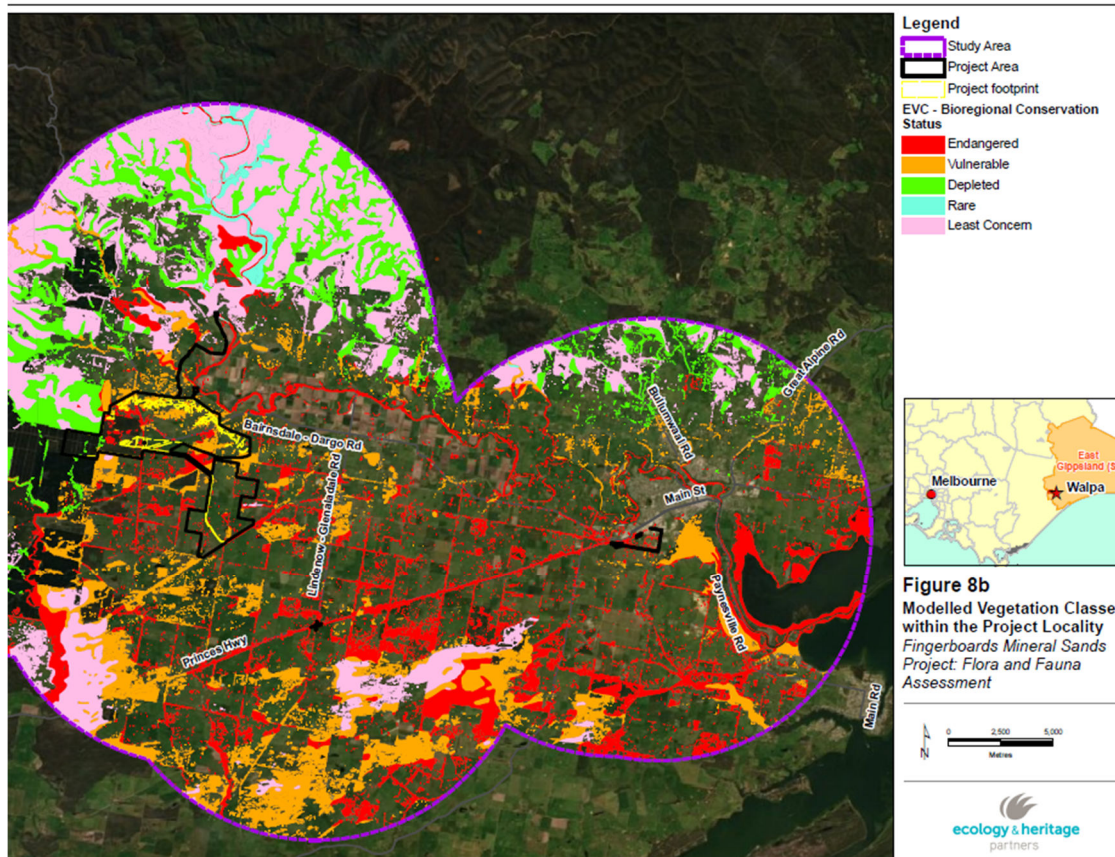 Legend
Study Area
Project Area
Project footprint
EVC - Bioregional Conservation
Status
Endangered
Vulnerable
Depleted
Rare
Least Concern
Great Alpine Rd
Bullumwaal Rd
Bairnsdale - Dargo Rd
Main St
Lindenow - Glenaladale Rd
Paynesville Rd
Princes Hwy
Main Rd
East
Gippsland (S
Melbourne
Walpa
Figure 8b
Modelled Vegetation Classe
within the Project Locality
Fingerboards Mineral Sands
Project: Flora and Fauna
Assessment
N
0 2,500 5,000
Metres
ecology & heritage
partners